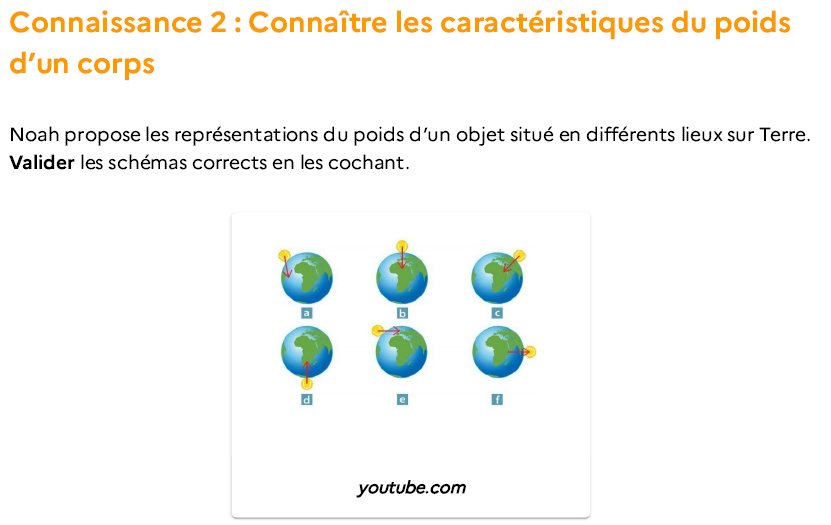 Connaissance 2 : Connaître les caractéristiques du poids
d’un corps
Noah propose les représentations du poids d’un objet situé en différents lieux sur Terre.
Valider les schémas corrects en les cochant.
a b c
d e f
youtube.com